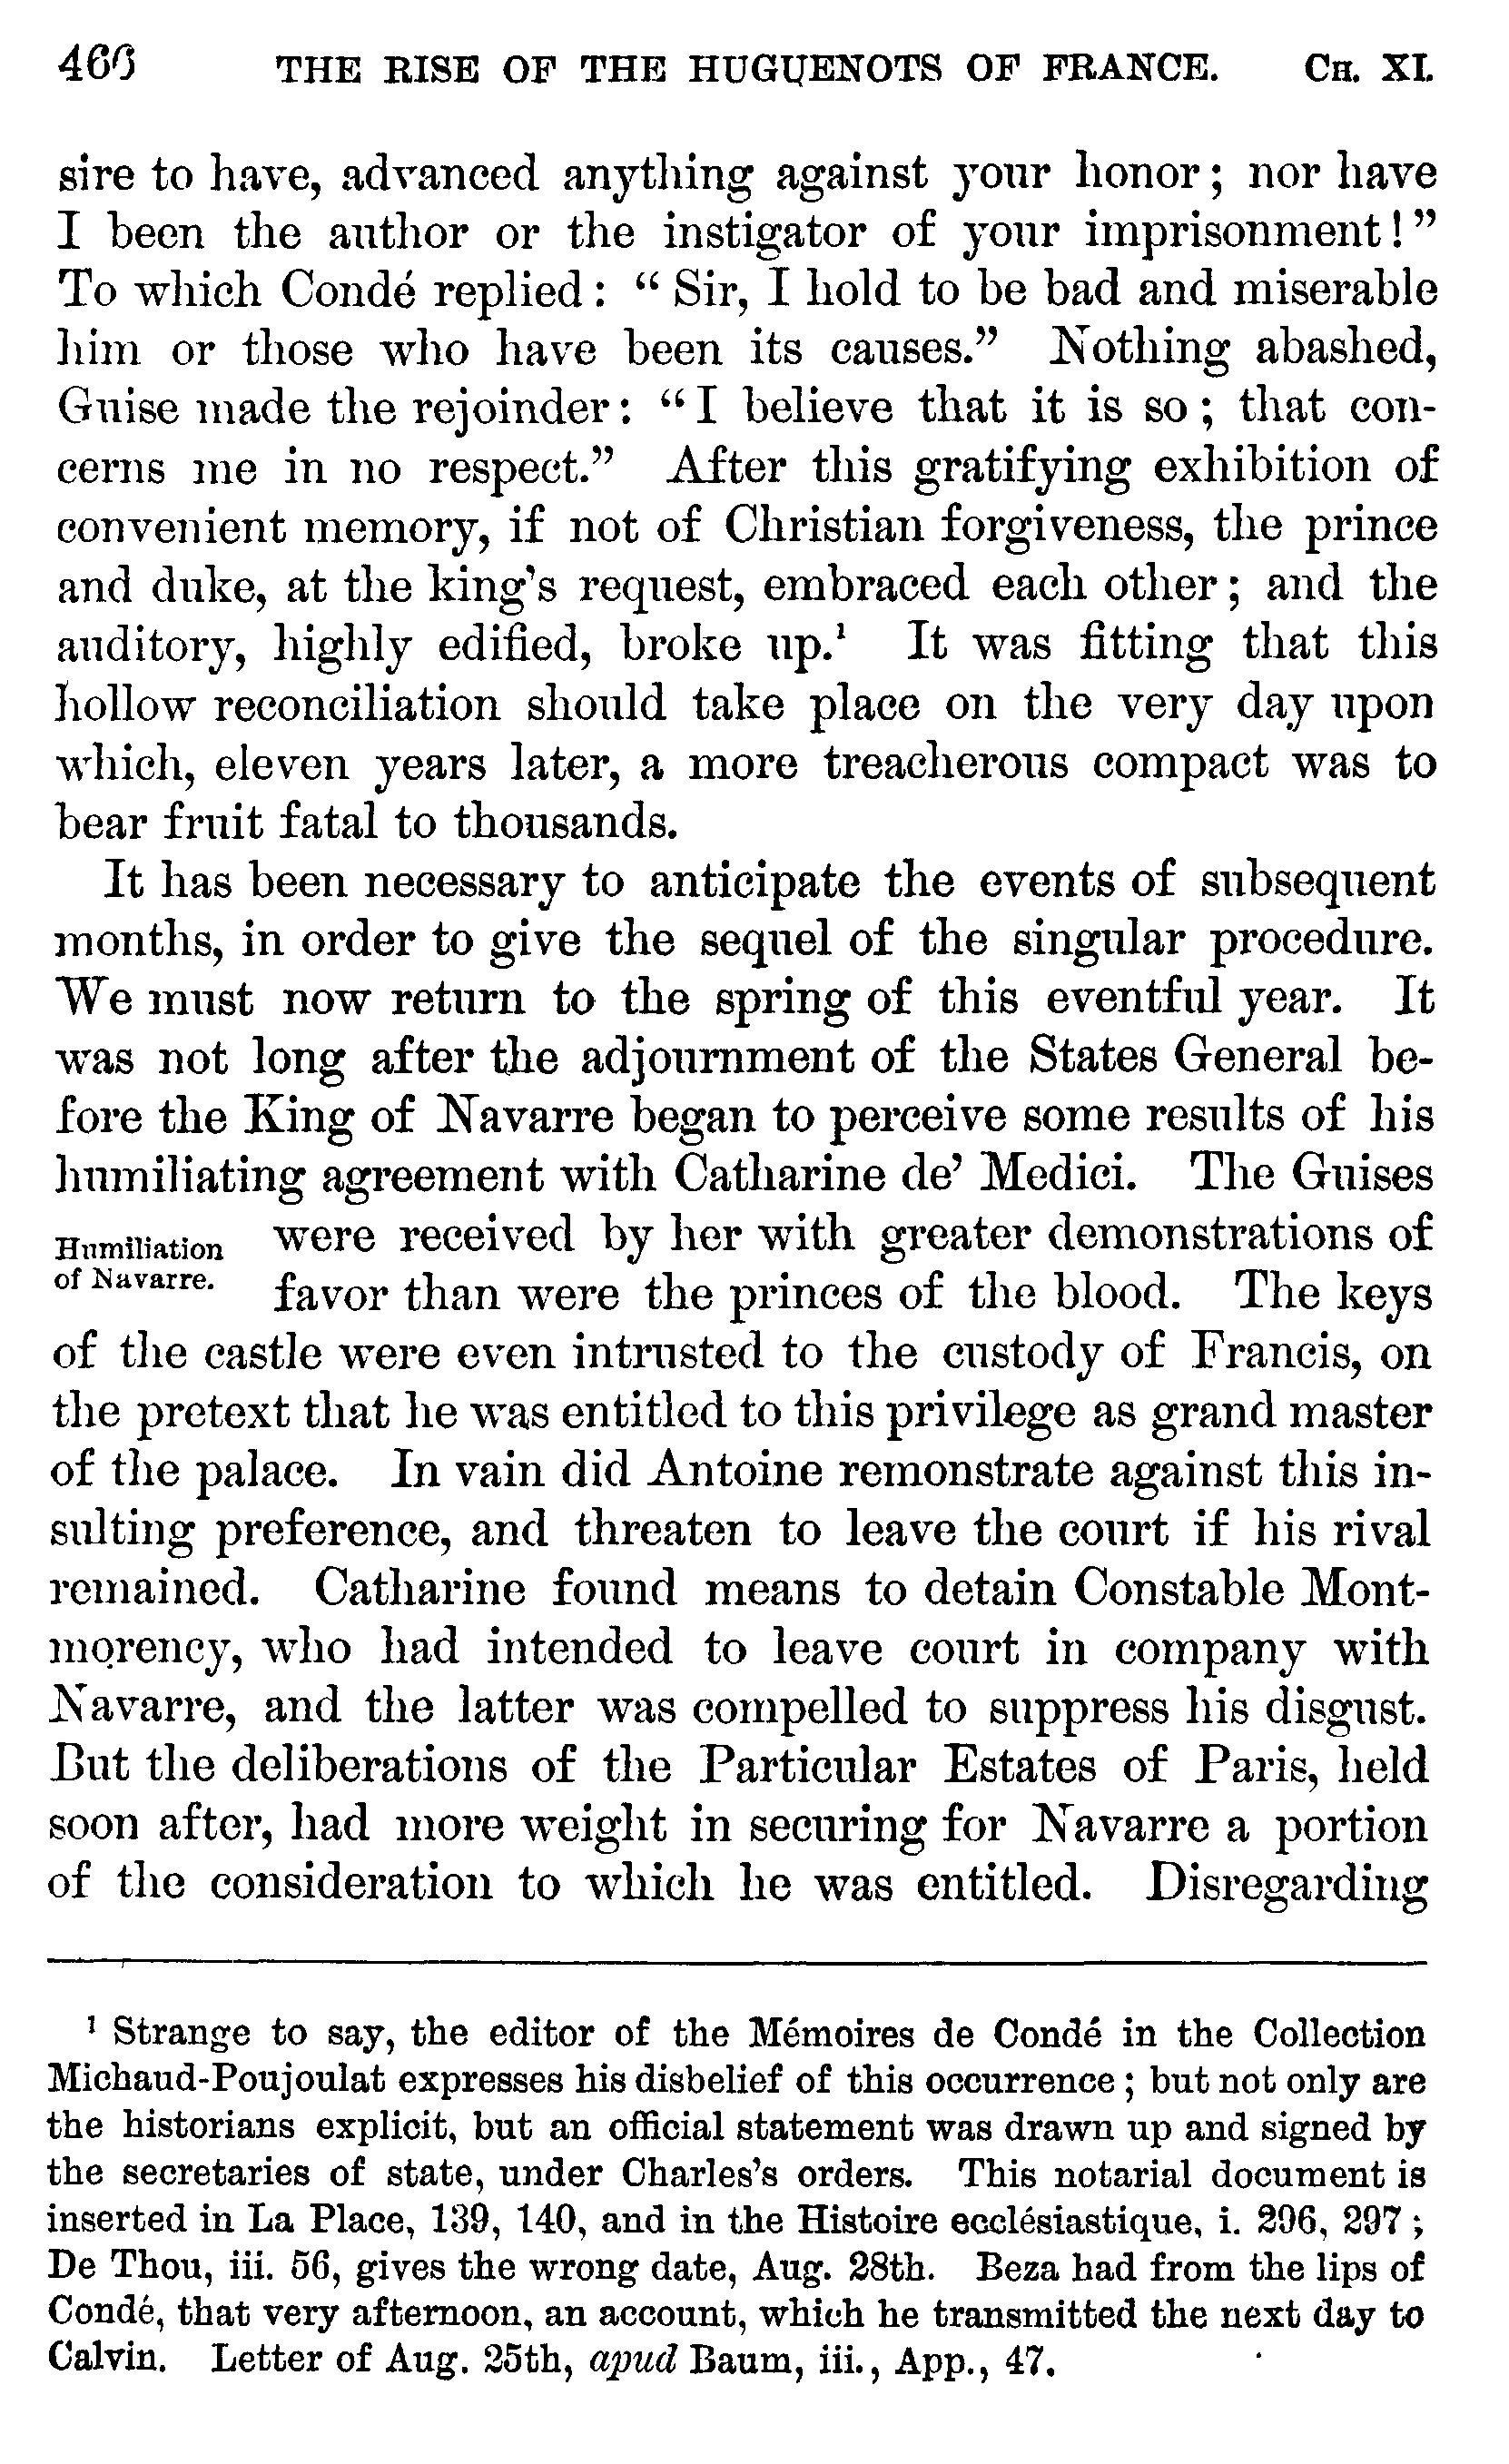 466 THE RISE OF THE HUGUENOTS OF FRANCE. CH. XI.
sire to have, advanced anything against your honor; nor have
I been the author or the instigator of your imprisonment!”
To which Condé replied: “Sir, I hold to be bad and miserable
him or those who have been its causes.” Nothing abashed,
Guise made the rejoinder: “I believe that it is so; that con-
cerns me in no respect.” After this gratifying exhibition of
convenient memory, if not of Christian forgiveness, the prince
and duke, at the king's request, embraced each other; and the
auditory, highly edified, broke up.¹ It was fitting that this
hollow reconciliation should take place on the very day upon
which, eleven years later, a more treacherous compact was to
bear fruit fatal to thousands.
It has been necessary to anticipate the events of subsequent
months, in order to give the sequel of the singular procedure.
We must now return to the spring of this eventful year. It
was not long after the adjournment of the States General be-
fore the King of Navarre began to perceive some results of his
humiliating agreement with Catharine de' Medici. The Guises
Humiliation
of Navarre.
were received by her with greater demonstrations of
favor than were the princes of the blood. The keys
of the castle were even intrusted to the custody of Francis, on
the pretext that he was entitled to this privilege as grand master
of the palace. In vain did Antoine remonstrate against this in-
sulting preference, and threaten to leave the court if his rival
remained. Catharine found means to detain Constable Mont-
morency, who had intended to leave court in company with
Navarre, and the latter was compelled to suppress his disgust.
But the deliberations of the Particular Estates of Paris, held
soon after, had more weight in securing for Navarre a portion
of the consideration to which he was entitled. Disregarding
¹ Strange to say, the editor of the Mémoires de Condé in the Collection
Michaud-Poujoulat expresses his disbelief of this occurrence; but not only are
the historians explicit, but an official statement was drawn up and signed by
the secretaries of state, under Charles's orders. This notarial document is
inserted in La Place, 139, 140, and in the Histoire ecclésiastique, i. 296, 297;
De Thou, iii. 56, gives the wrong date, Aug. 28th. Beza had from the lips of
Condé, that very afternoon, an account, which he transmitted the next day to
Calvin. Letter of Aug. 25th, apud Baum, iii., App., 47.